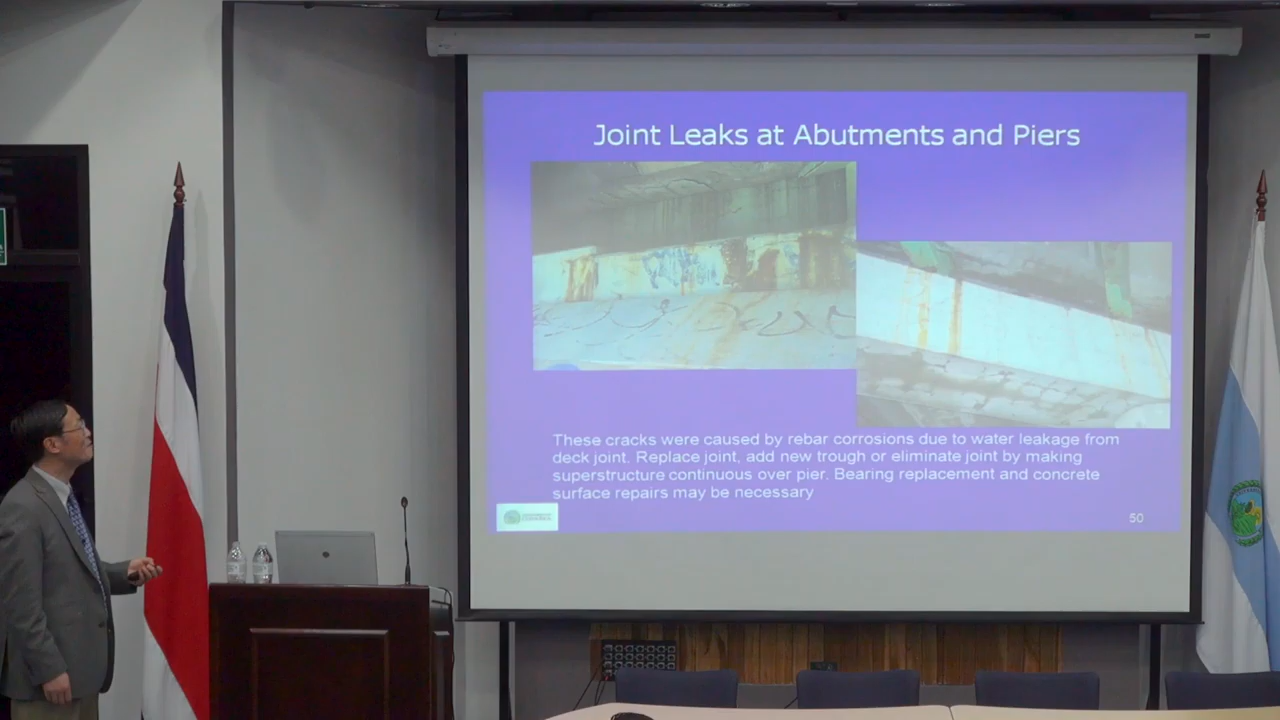 Joint Leaks at Abutments and Piers
These cracks were caused by rebar corrosions due to water leakage from
deck joint. Replace joint, add new trough or eliminate joint by making
superstructure continuous over pier. Bearing replacement and concrete
surface repairs may be necessary
50